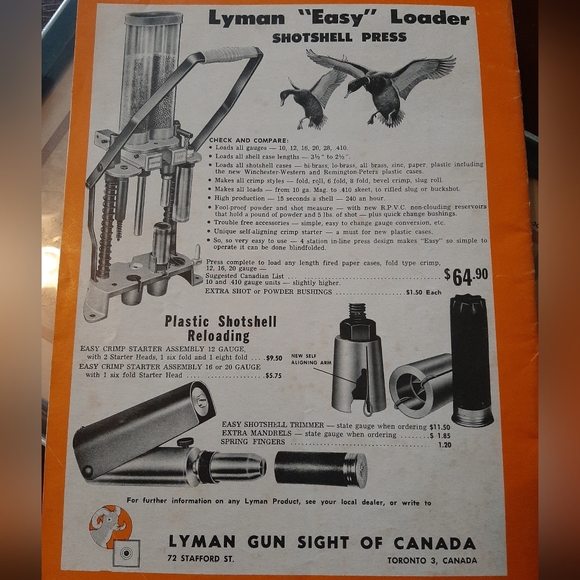 Lyman "Easy" Loader
SHOTSHELL PRESS
CHECK AND COMPARE:
• Loads all gauges — 10, 12, 16, 20, 28, .410.
• Loads all shell case lengths — 3½" to 2½".
• Loads all shotshell cases — hi-brass, lo-brass, all brass, zinc, paper, plastic including
the new Winchester-Western and Remington-Peters plastic cases.
• Makes all crimp styles — fold, roll, 6 fold, 8 fold, bevel crimp, slug roll.
• Makes all loads — from 10 ga. Mag. to .410 skeet, to rifled slug or buckshot.
• High production — 15 seconds a shell — 240 an hour.
• Fool-proof powder and shot measure — with new R.P.V.C. non-clouding reservoirs
that hold a pound of powder and 5 lbs of shot — plus quick change bushings.
• Trouble free accessories — simple, easy to change gauge conversion, etc.
• Unique self-aligning crimp starter — a must for new plastic cases.
• So, so very easy to use — 4 station in-line press design makes "Easy" so simple to
operate it can be done blindfolded.
Press complete to load any length fired paper cases, fold type crimp,
12, 16, 20 gauge —
Suggested Canadian List ........ $64.90
10 and .410 gauge units — slightly higher.
EXTRA SHOT or POWDER BUSHINGS ........ $1.50 Each
Plastic Shotshell
Reloading
EASY CRIMP STARTER ASSEMBLY 12 GAUGE,
with 2 Starter Heads, 1 six fold and 1 eight fold .... $9.50
EASY CRIMP STARTER ASSEMBLY 16 or 20 GAUGE
with 1 six fold Starter Head ........ $5.75
NEW SELF
ALIGNING ARM
EASY SHOTSHELL TRIMMER — state gauge when ordering $11.50
EXTRA MANDRELS — state gauge when ordering ........ $ 1.85
SPRING FINGERS ........ 1.20
For further information on any Lyman Product, see your local dealer, or write to
LYMAN GUN SIGHT OF CANADA
72 STAFFORD ST. TORONTO 3, CANADA